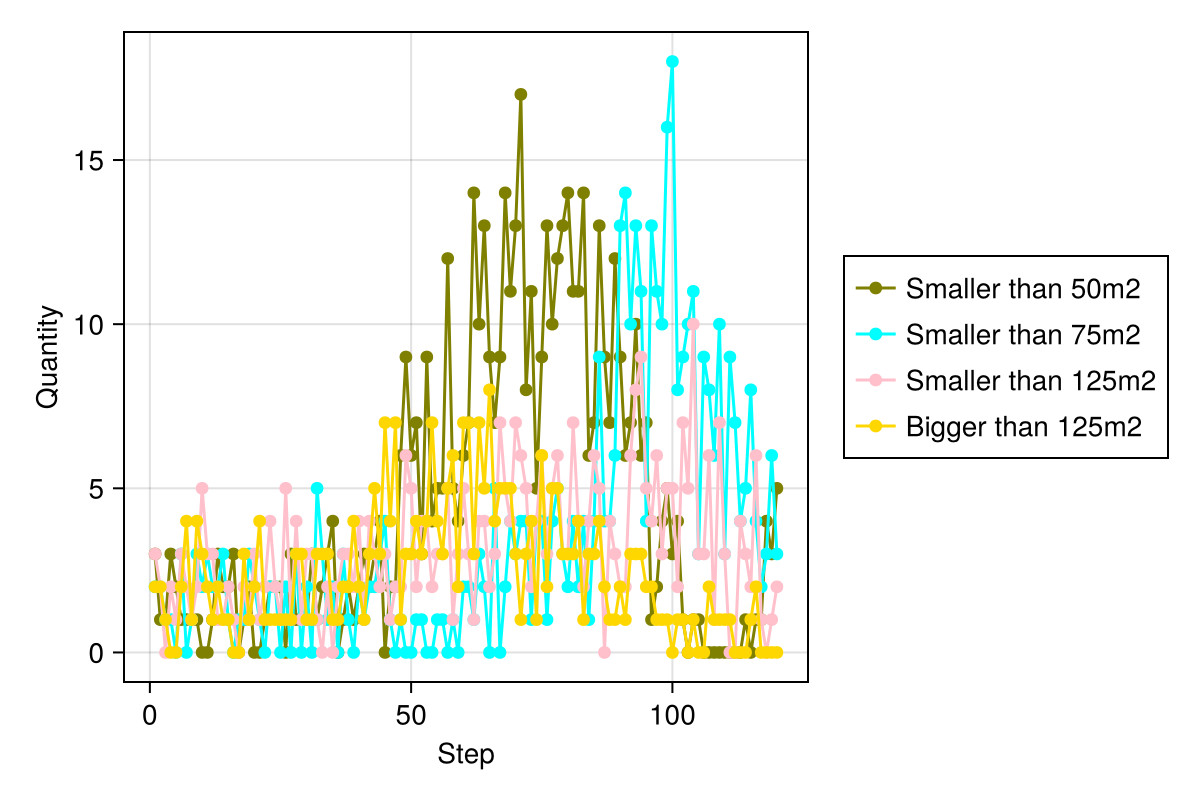 15
10
5
0
Quantity
0
50
100
Step
Smaller than 50m2
Smaller than 75m2
Smaller than 125m2
Bigger than 125m2